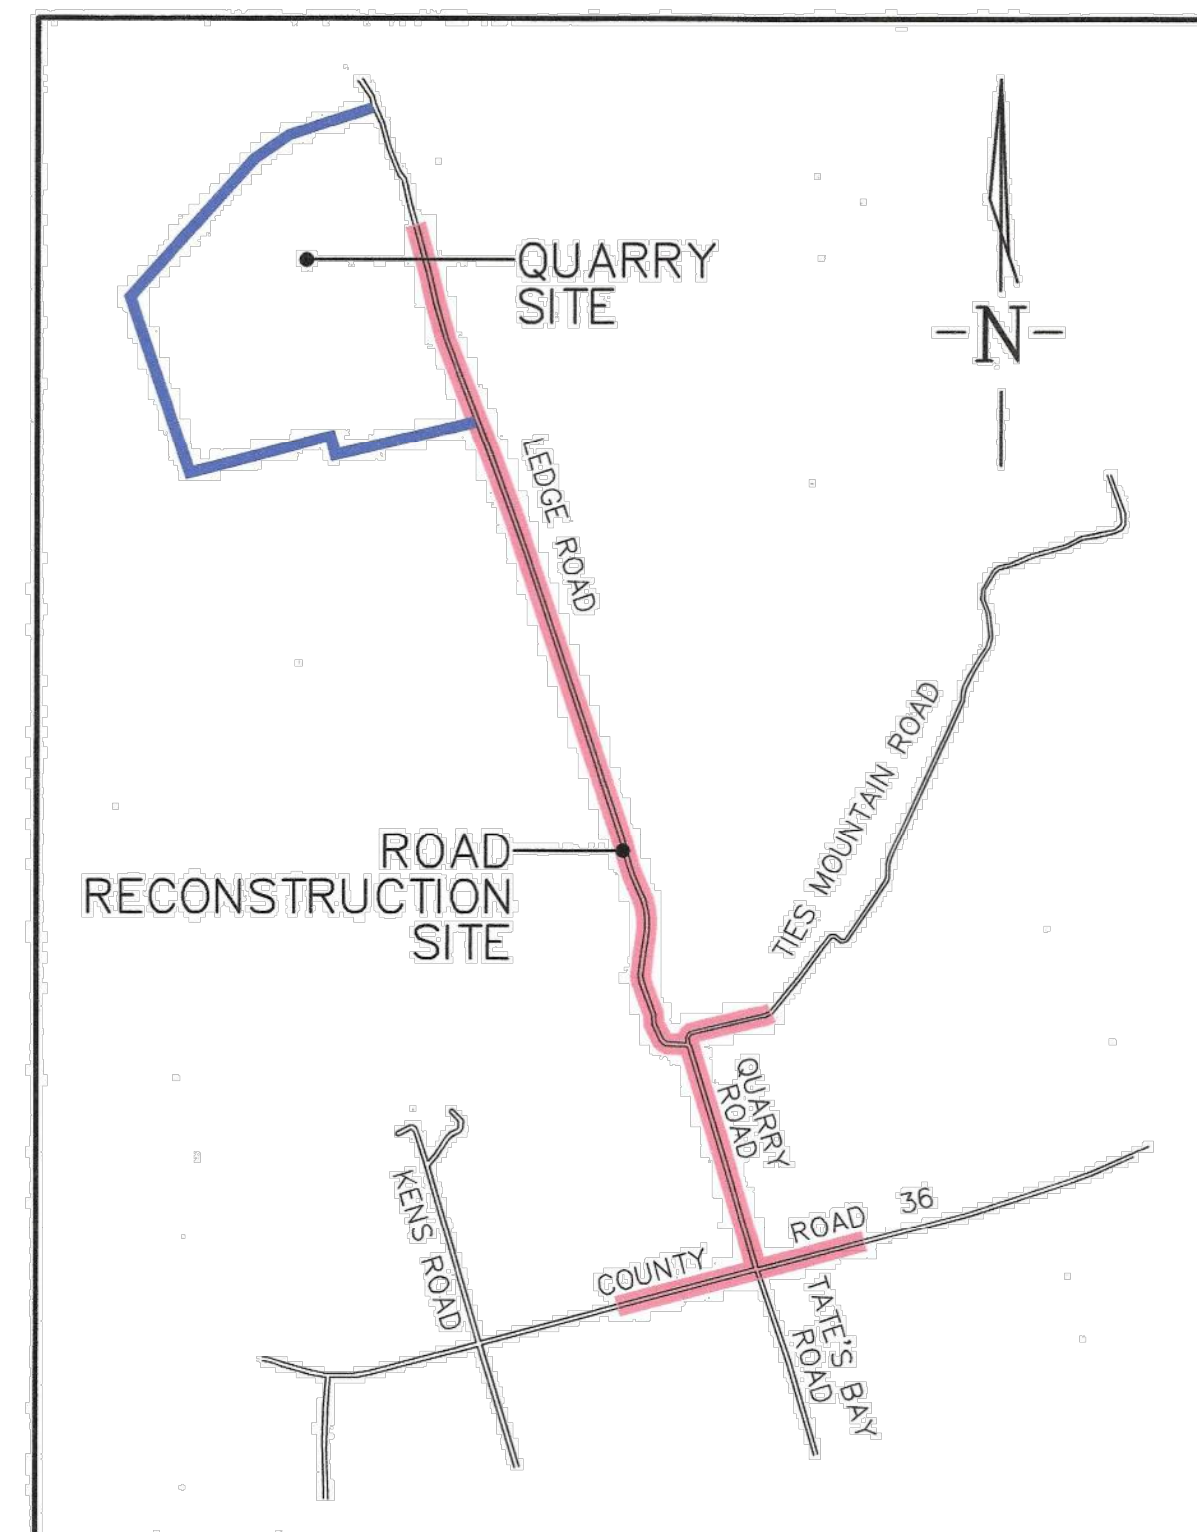 QUARRY
SITE
-N-
LEDGE ROAD
TIES MOUNTAIN ROAD
ROAD
RECONSTRUCTION
SITE
QUARRY
ROAD
KENS ROAD
COUNTY ROAD 36
TATE'S BAY
ROAD